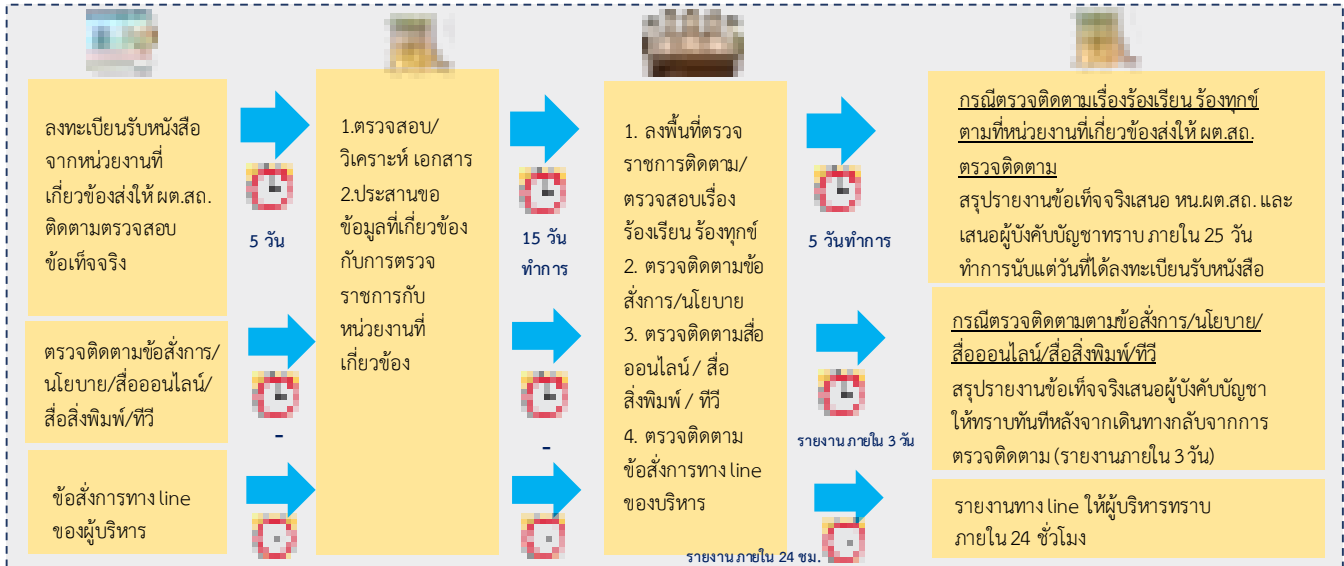 ลงทะเบียนรับหนังสือ
จากหน่วยงานที่
เกี่ยวข้องส่งให้ ผต.สถ.
ติดตามตรวจสอบ
ข้อเท็จจริง
5 วัน
ตรวจติดตามข้อสั่งการ/
นโยบาย/สื่อออนไลน์/
สื่อสิ่งพิมพ์/ทีวี
-
ข้อสั่งการทาง line
ของผู้บริหาร
1.ตรวจสอบ/
วิเคราะห์ เอกสาร
2.ประสานขอ
ข้อมูลที่เกี่ยวข้อง
กับการตรวจ
ราชการกับ
หน่วยงานที่
เกี่ยวข้อง
15 วัน
ทำการ
-
1. ลงพื้นที่ตรวจ
ราชการติดตาม/
ตรวจสอบเรื่อง
ร้องเรียน ร้องทุกข์
2. ตรวจติดตามข้อ
สั่งการ/นโยบาย
3. ตรวจติดตามสื่อ
ออนไลน์ / สื่อ
สิ่งพิมพ์ / ทีวี
4. ตรวจติดตาม
ข้อสั่งการทาง line
ของบริหาร
5 วันทำการ
รายงาน ภายใน 3 วัน
รายงาน ภายใน 24 ชม.
กรณีตรวจติดตามเรื่องร้องเรียน ร้องทุกข์
ตามที่หน่วยงานที่เกี่ยวข้องส่งให้ ผต.สถ.
ตรวจติดตาม
สรุปรายงานข้อเท็จจริงเสนอ หน.ผต.สถ. และ
เสนอผู้บังคับบัญชาทราบ ภายใน 25 วัน
ทำการนับแต่วันที่ได้ลงทะเบียนรับหนังสือ
กรณีตรวจติดตามตามข้อสั่งการ/นโยบาย/
สื่อออนไลน์/สื่อสิ่งพิมพ์/ทีวี
สรุปรายงานข้อเท็จจริงเสนอผู้บังคับบัญชา
ให้ทราบทันทีหลังจากเดินทางกลับจากการ
ตรวจติดตาม (รายงานภายใน 3 วัน)
รายงานทาง line ให้ผู้บริหารทราบ
ภายใน 24 ชั่วโมง